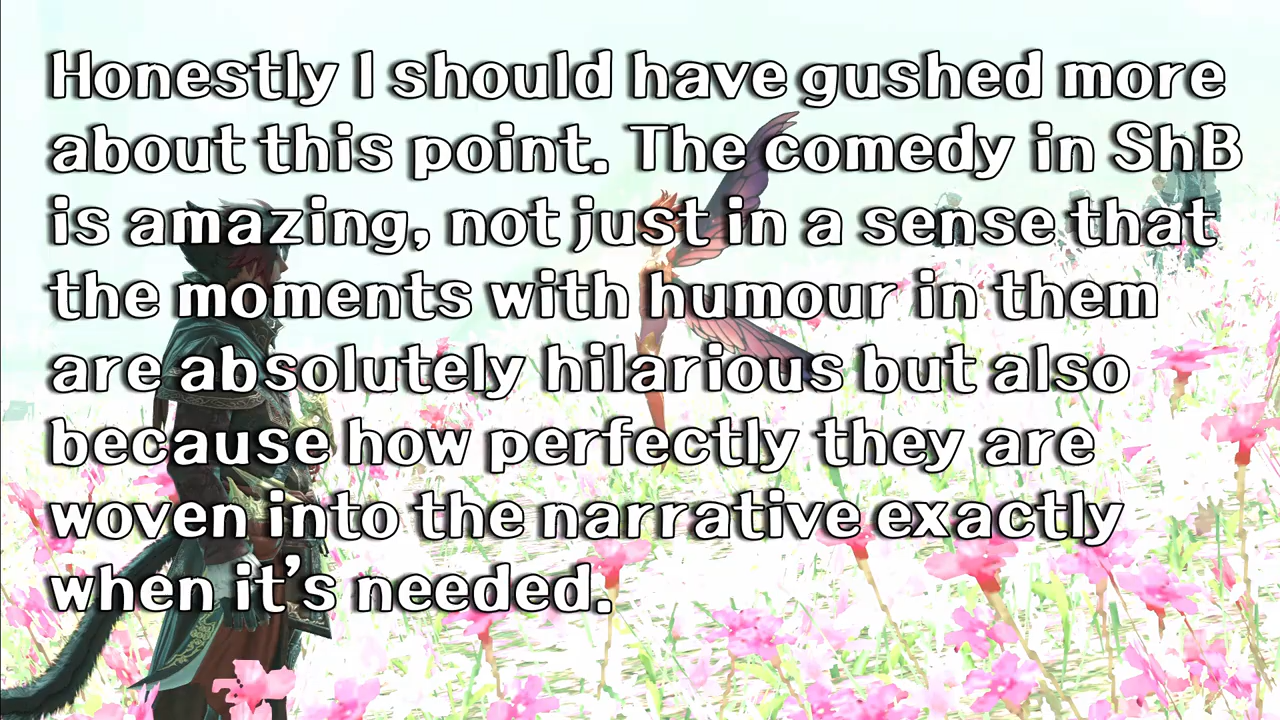 Honestly I should have gushed more
about this point. The comedy in ShB
is amazing, not just in a sense that
the moments with humour in them
are absolutely hilarious but also
because how perfectly they are
woven into the narrative exactly
when it’s needed.